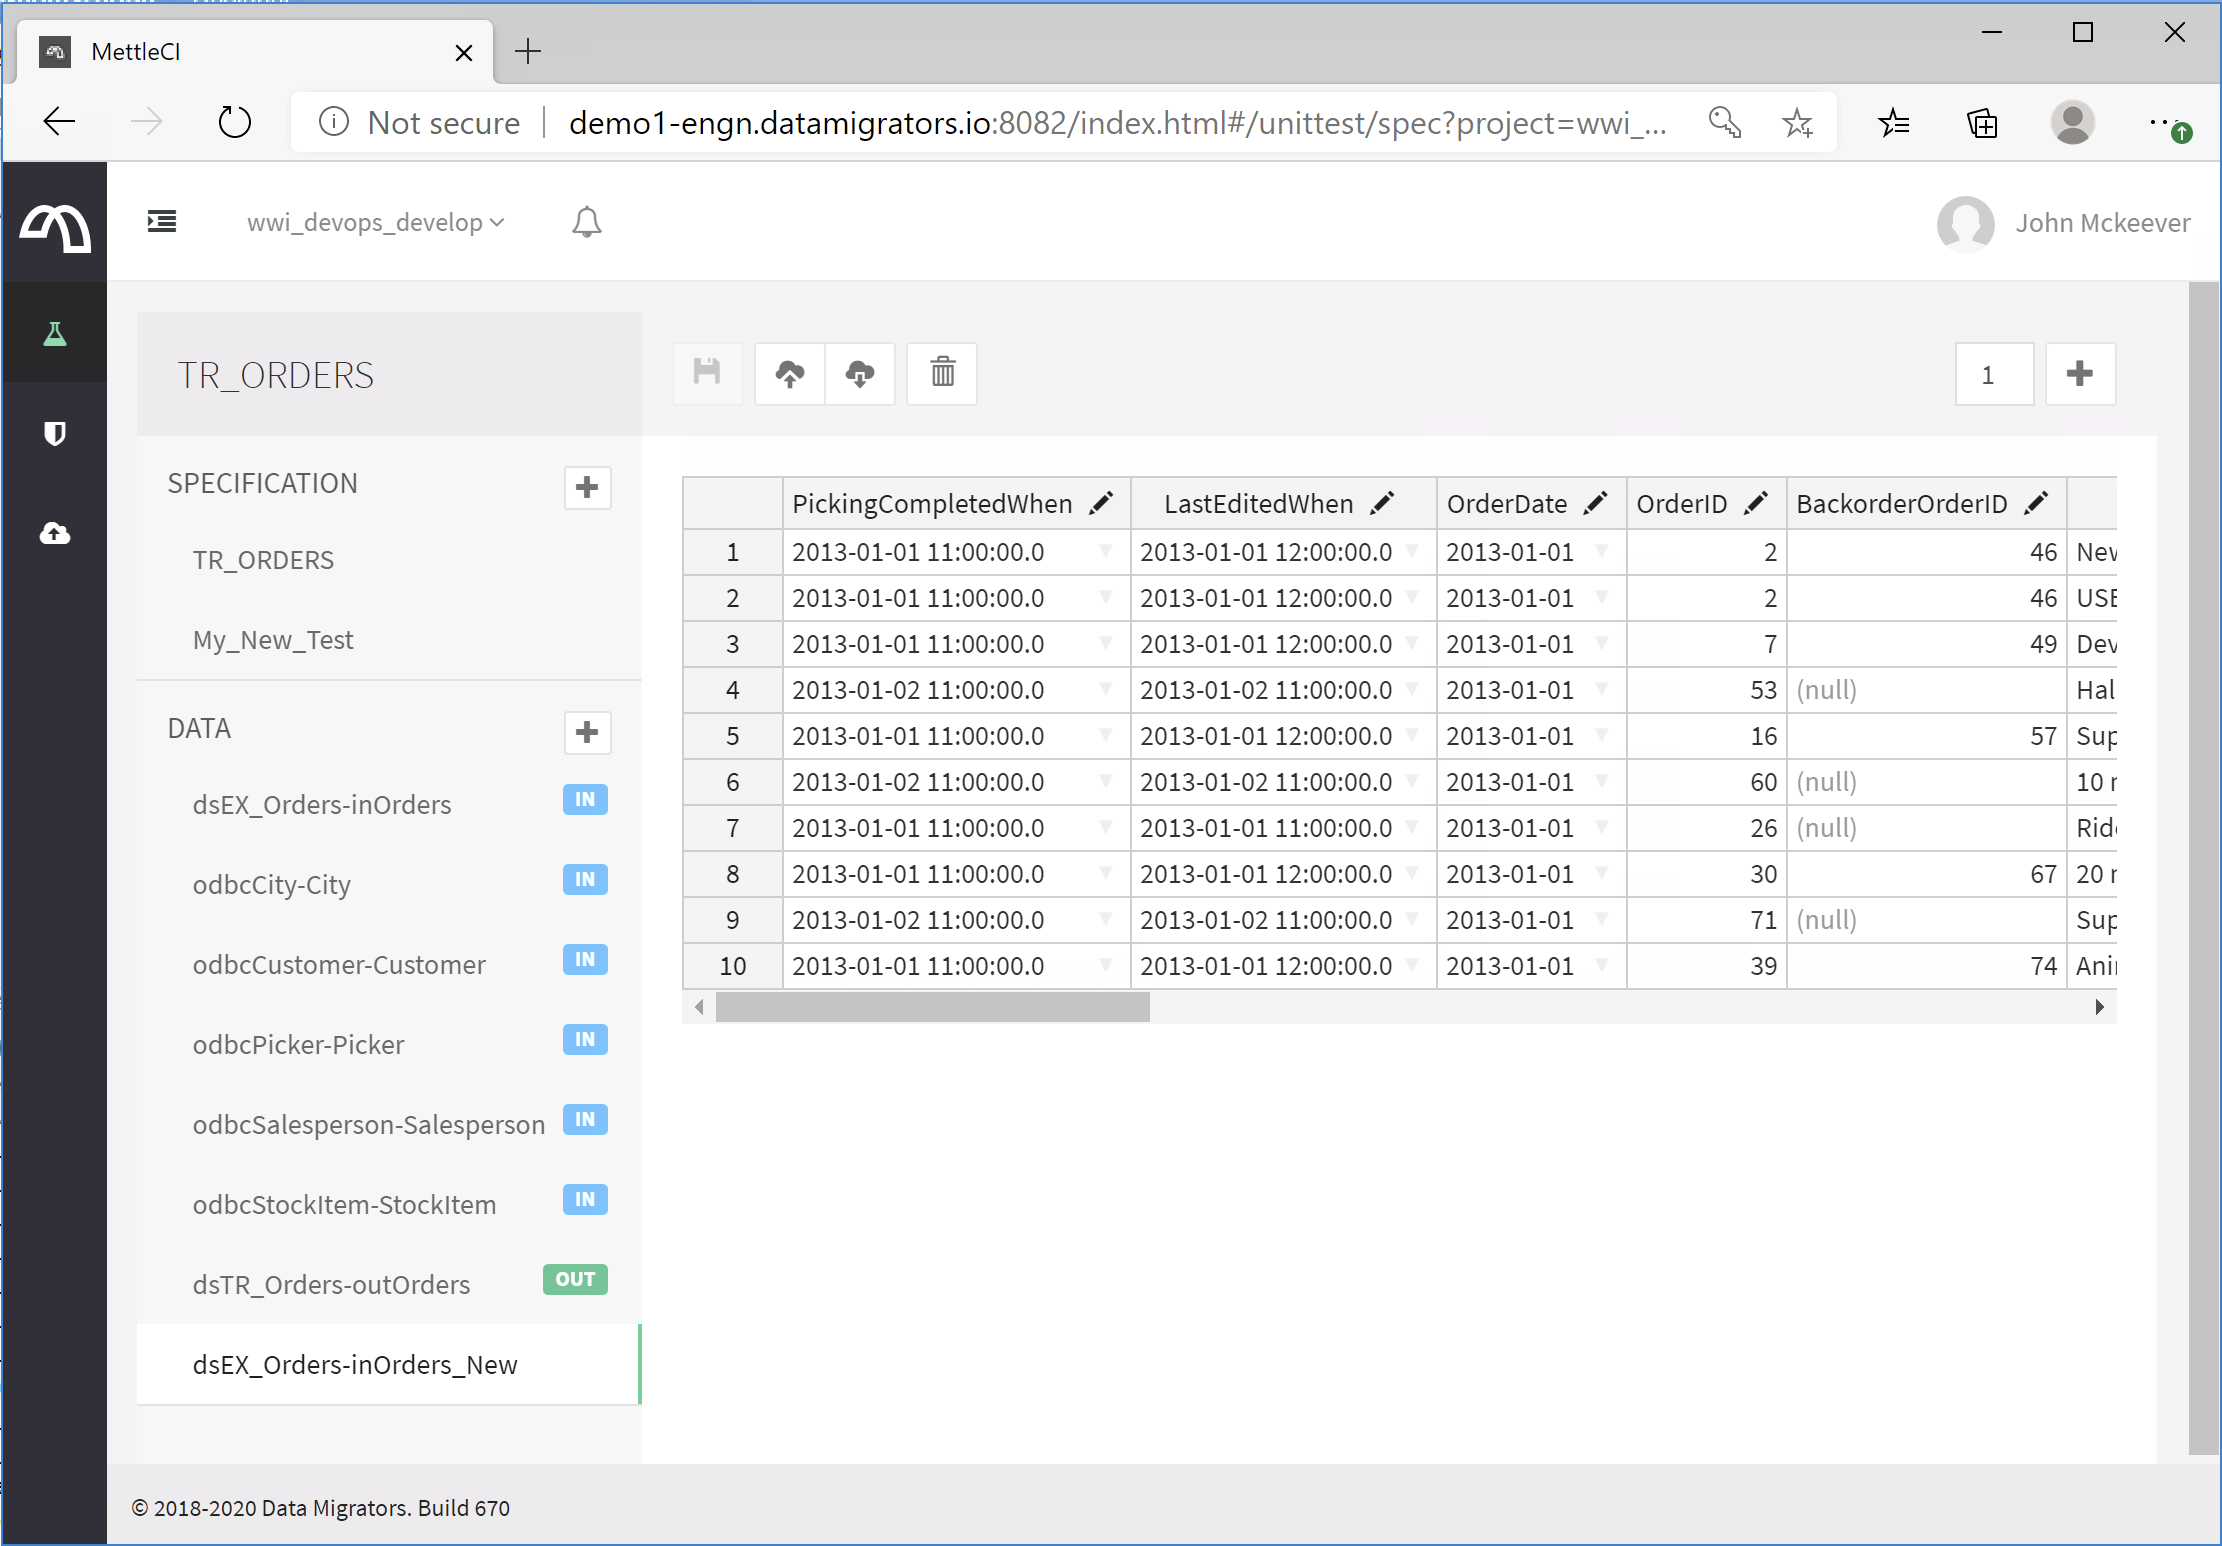 MettleCI
Not secure demo1-engn.datamigrators.io:8082/index.html#/unittest/spec?project=wwi_...
wwi_devops_develop
John Mckeever
TR_ORDERS
1
SPECIFICATION
TR_ORDERS
My_New_Test
DATA
dsEX_Orders-inOrders IN
odbcCity-City IN
odbcCustomer-Customer IN
odbcPicker-Picker IN
odbcSalesperson-Salesperson IN
odbcStockItem-StockItem IN
dsTR_Orders-outOrders OUT
dsEX_Orders-inOrders_New
PickingCompletedWhen LastEditedWhen OrderDate OrderID BackorderOrderID
1 2013-01-01 11:00:00.0 2013-01-01 12:00:00.0 2013-01-01 2 46
2 2013-01-01 11:00:00.0 2013-01-01 12:00:00.0 2013-01-01 2 46
3 2013-01-01 11:00:00.0 2013-01-01 12:00:00.0 2013-01-01 7 49
4 2013-01-02 11:00:00.0 2013-01-02 11:00:00.0 2013-01-01 53 (null) Hal
5 2013-01-01 11:00:00.0 2013-01-01 12:00:00.0 2013-01-01 16 57
6 2013-01-02 11:00:00.0 2013-01-02 11:00:00.0 2013-01-01 60 (null) 10
7 2013-01-01 11:00:00.0 2013-01-01 11:00:00.0 2013-01-01 26 (null)
8 2013-01-01 11:00:00.0 2013-01-01 12:00:00.0 2013-01-01 30 67 20
9 2013-01-02 11:00:00.0 2013-01-02 11:00:00.0 2013-01-01 71 (null)
10 2013-01-01 11:00:00.0 2013-01-01 12:00:00.0 2013-01-01 39 74
© 2018-2020 Data Migrators. Build 670